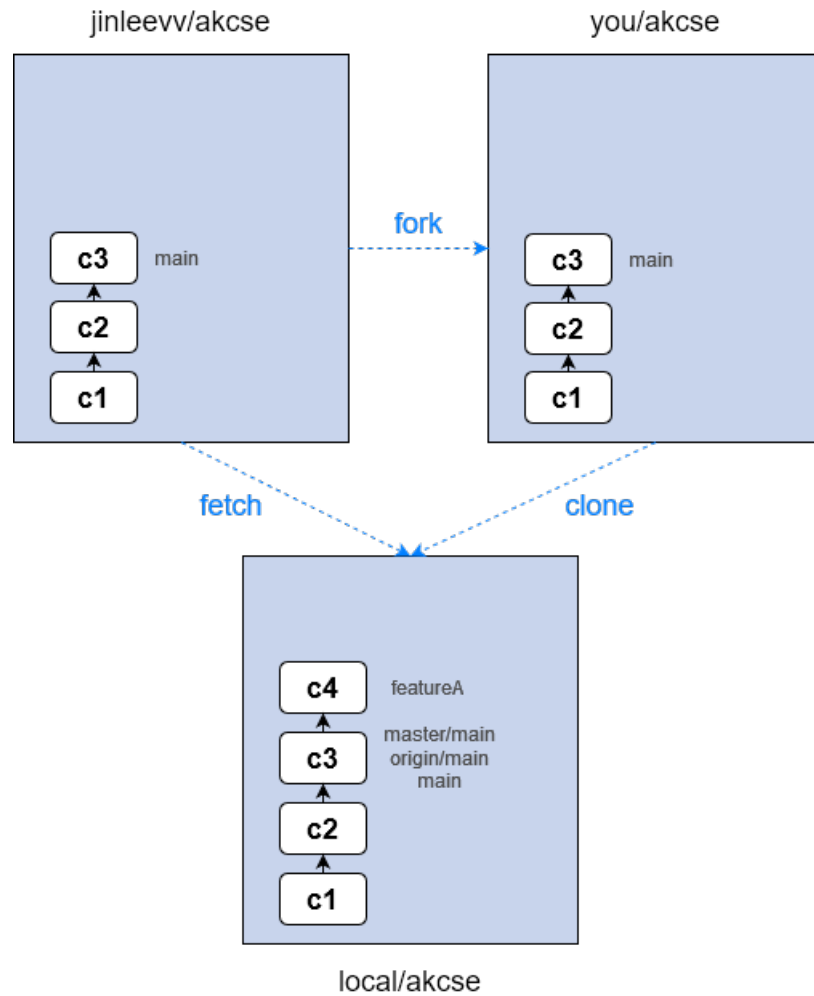 jinleevv/akcse
you/akcse
fork
c3
main
c2
c1
c3
main
c2
c1
fetch
clone
c4
featureA
master/main
origin/main
main
c3
c2
c1
local/akcse